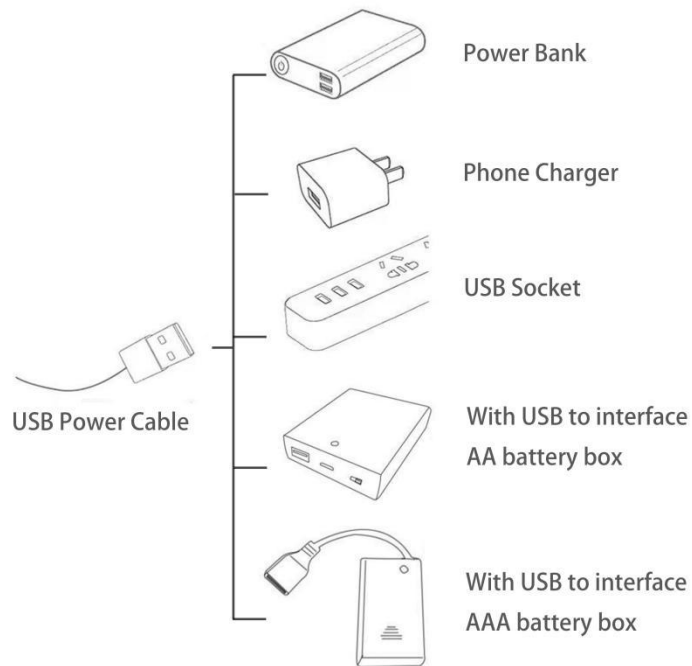 Power Bank
Phone Charger
USB Socket
USB Power Cable
With USB to interface
AA battery box
With USB to interface
AAA battery box